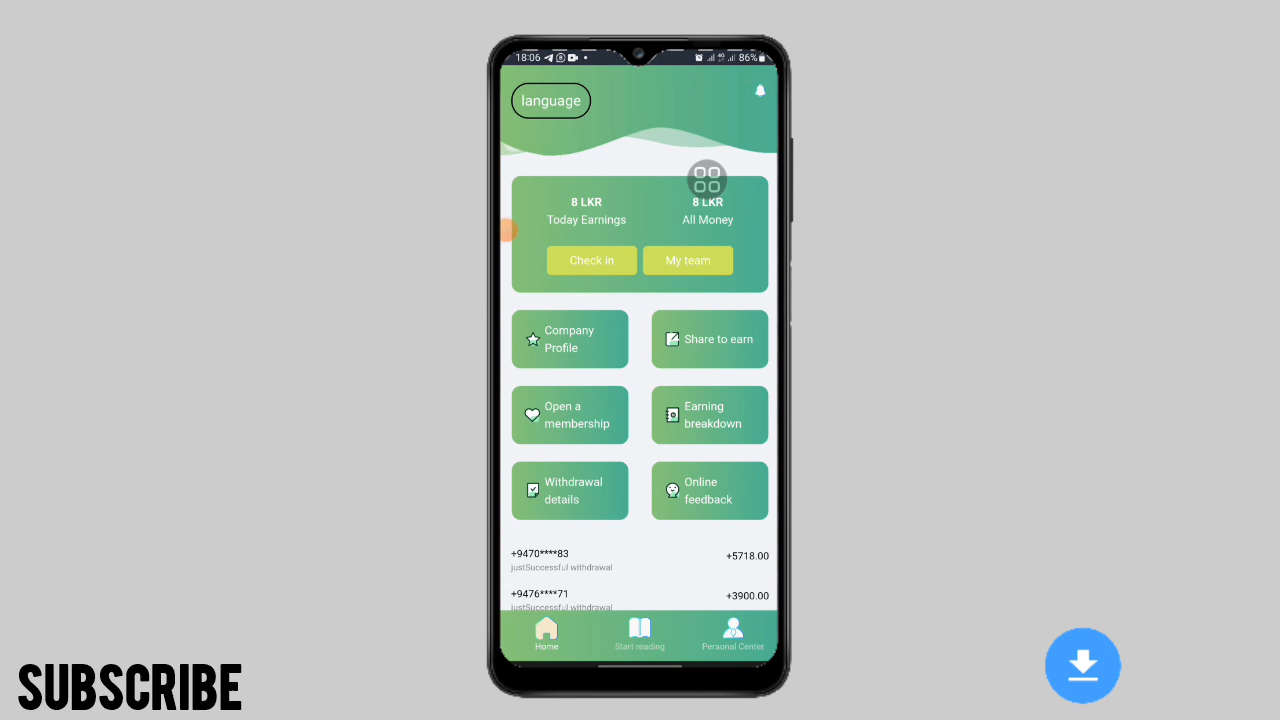 18:06
86%
language
8 LKR
8 LKR
Today Earnings
All Money
Check in
My team
Company
Profile
Share to earn
Open a
membership
Earning
breakdown
Withdrawal
details
Online
feedback
+9470****83
+5718.00
justSuccessful withdrawal
+9476****71
+3900.00
justSuccessful withdrawal
Home
Start reading
Personal Center
SUBSCRIBE